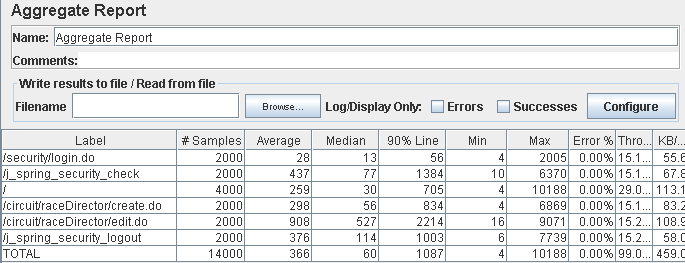 Aggregate Report
Name: Aggregate Report
Comments:
Write results to file / Read from file
Filename Browse... Log/Display Only: Errors Successes Configure
Label # Samples Average Median 90% Line Min Max Error % Thro... KB/...
/security/login.do 2000 28 13 56 4 2005 0.00% 15.1... 55.6
/j_spring_security_check 2000 437 77 1384 10 6370 0.00% 15.1... 67.8
/ 4000 259 30 705 4 10188 0.00% 29.0... 113.1
/circuit/raceDirector/create.do 2000 298 56 834 4 6869 0.00% 15.1... 83.2
/circuit/raceDirector/edit.do 2000 908 527 2214 16 9071 0.00% 15.2... 108.9
/j_spring_security_logout 2000 376 114 1003 6 7739 0.00% 15.2... 58.0
TOTAL 14000 366 60 1087 4 10188 0.00% 99.0... 459.0